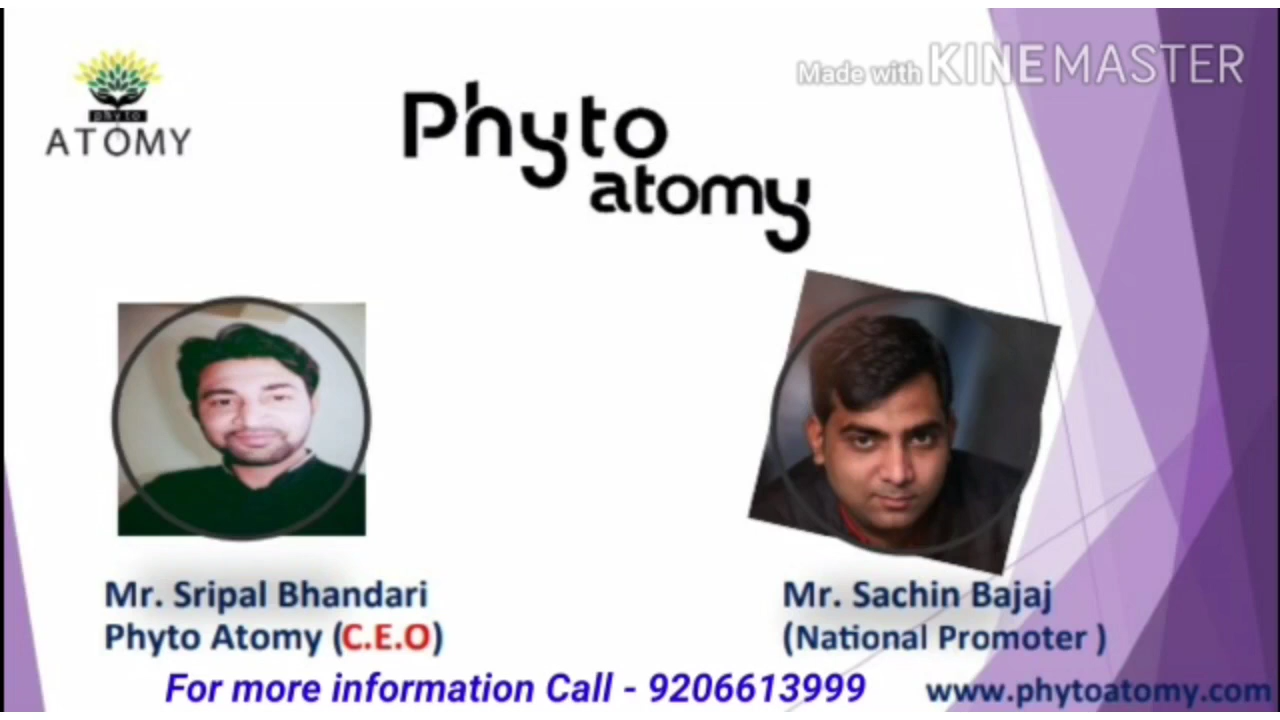 Made with KINEMASTER
phyto
ATOMY
Phyto
atomy
Mr. Sripal Bhandari
Phyto Atomy (C.E.O)
Mr. Sachin Bajaj
(National Promoter )
For more information Call - 9206613999
www.phytoatomy.com